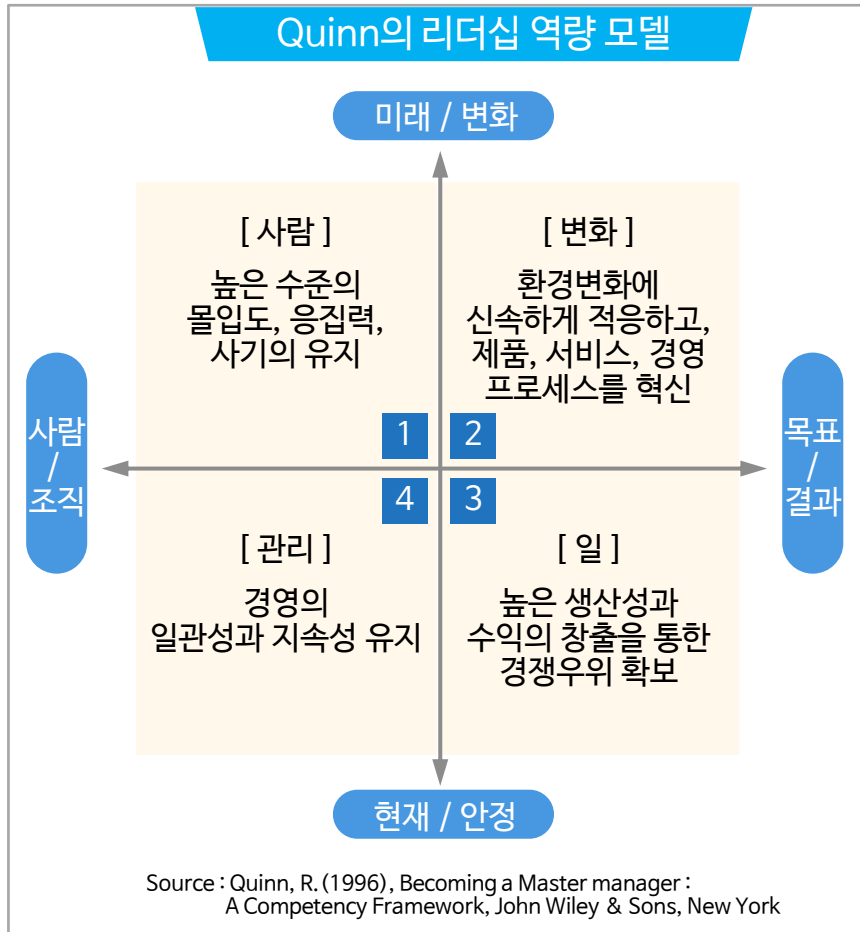 Quinn의 리더십 역량 모델
미래 / 변화
[ 사람 ]
높은 수준의
몰입도, 응집력,
사기의 유지
[ 변화 ]
환경변화에
신속하게 적응하고,
제품, 서비스, 경영
프로세스를 혁신
사람
/
조직
1
2
4
3
목표
/
결과
[ 관리 ]
경영의
일관성과 지속성 유지
[ 일 ]
높은 생산성과
수익의 창출을 통한
경쟁우위 확보
현재 / 안정
Source : Quinn, R. (1996), Becoming a Master manager :
A Competency Framework, John Wiley & Sons, New York